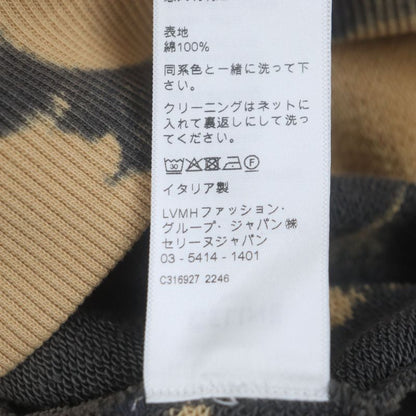 表地
綿100%
同系色と一緒に洗って下
さい。
クリーニングはネットに
入れて裏返しにして洗っ
てください。
30 F
イタリア製
LVMHファッション・
グループ・ジャパン㈱
セリーヌジャパン
03 - 5414 - 1401
C316927 2246